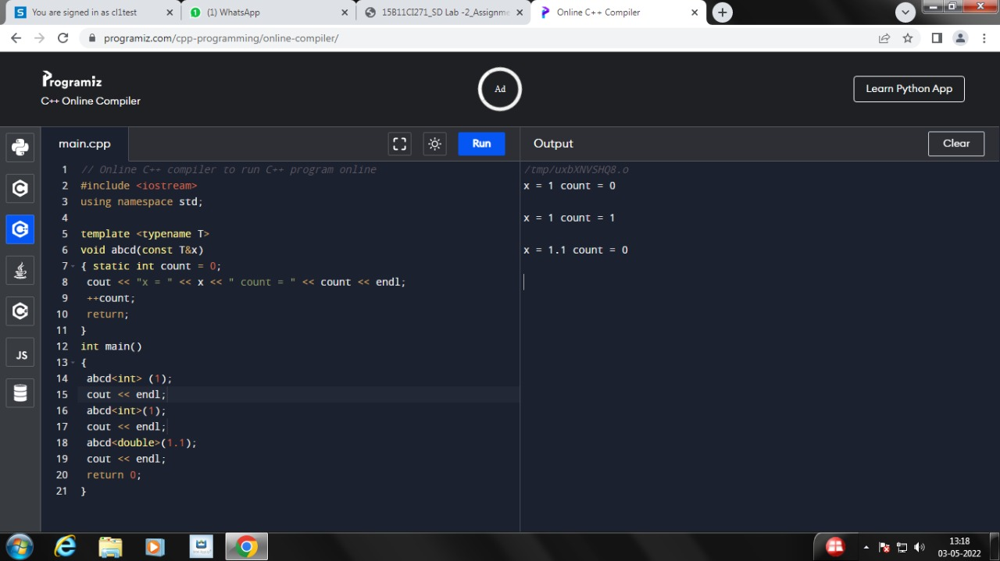 You are signed in as cl1test
(1) WhatsApp
15B11CI271_SD Lab -2_Assignme
Online C++ Compiler
programiz.com/cpp-programming/online-compiler/
Programiz
C++ Online Compiler
Ad
Learn Python App
main.cpp
Run
Output
Clear
1 // Online C++ compiler to run C++ program online
2 #include <iostream>
3 using namespace std;
4
5 template <typename T>
6 void abcd(const T&x)
7 { static int count = 0;
8 cout << "x = " << x << " count = " << count << endl;
9 ++count;
10 return;
11 }
12 int main()
13 {
14 abcd<int> (1);
15 cout << endl;
16 abcd<int>(1);
17 cout << endl;
18 abcd<double>(1.1);
19 cout << endl;
20 return 0;
21 }
/tmp/uxbXNVSHQ8.o
x = 1 count = 0
x = 1 count = 1
x = 1.1 count = 0
JS
13:18
03-05-2022